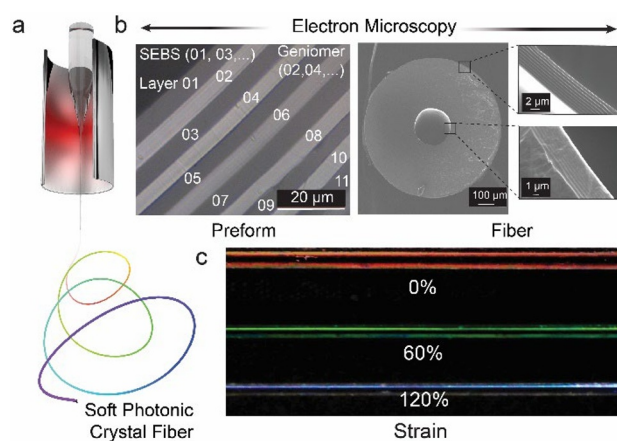 a
b
Electron Microscopy
SEBS (01, 03,...)
Geniomer
(02,04,...)
Layer 01
02
03
04
05
06
07
08
09
10
11
20 µm
Preform
100 µm
2 µm
1 µm
Fiber
c
0%
60%
120%
Strain
Soft Photonic
Crystal Fiber